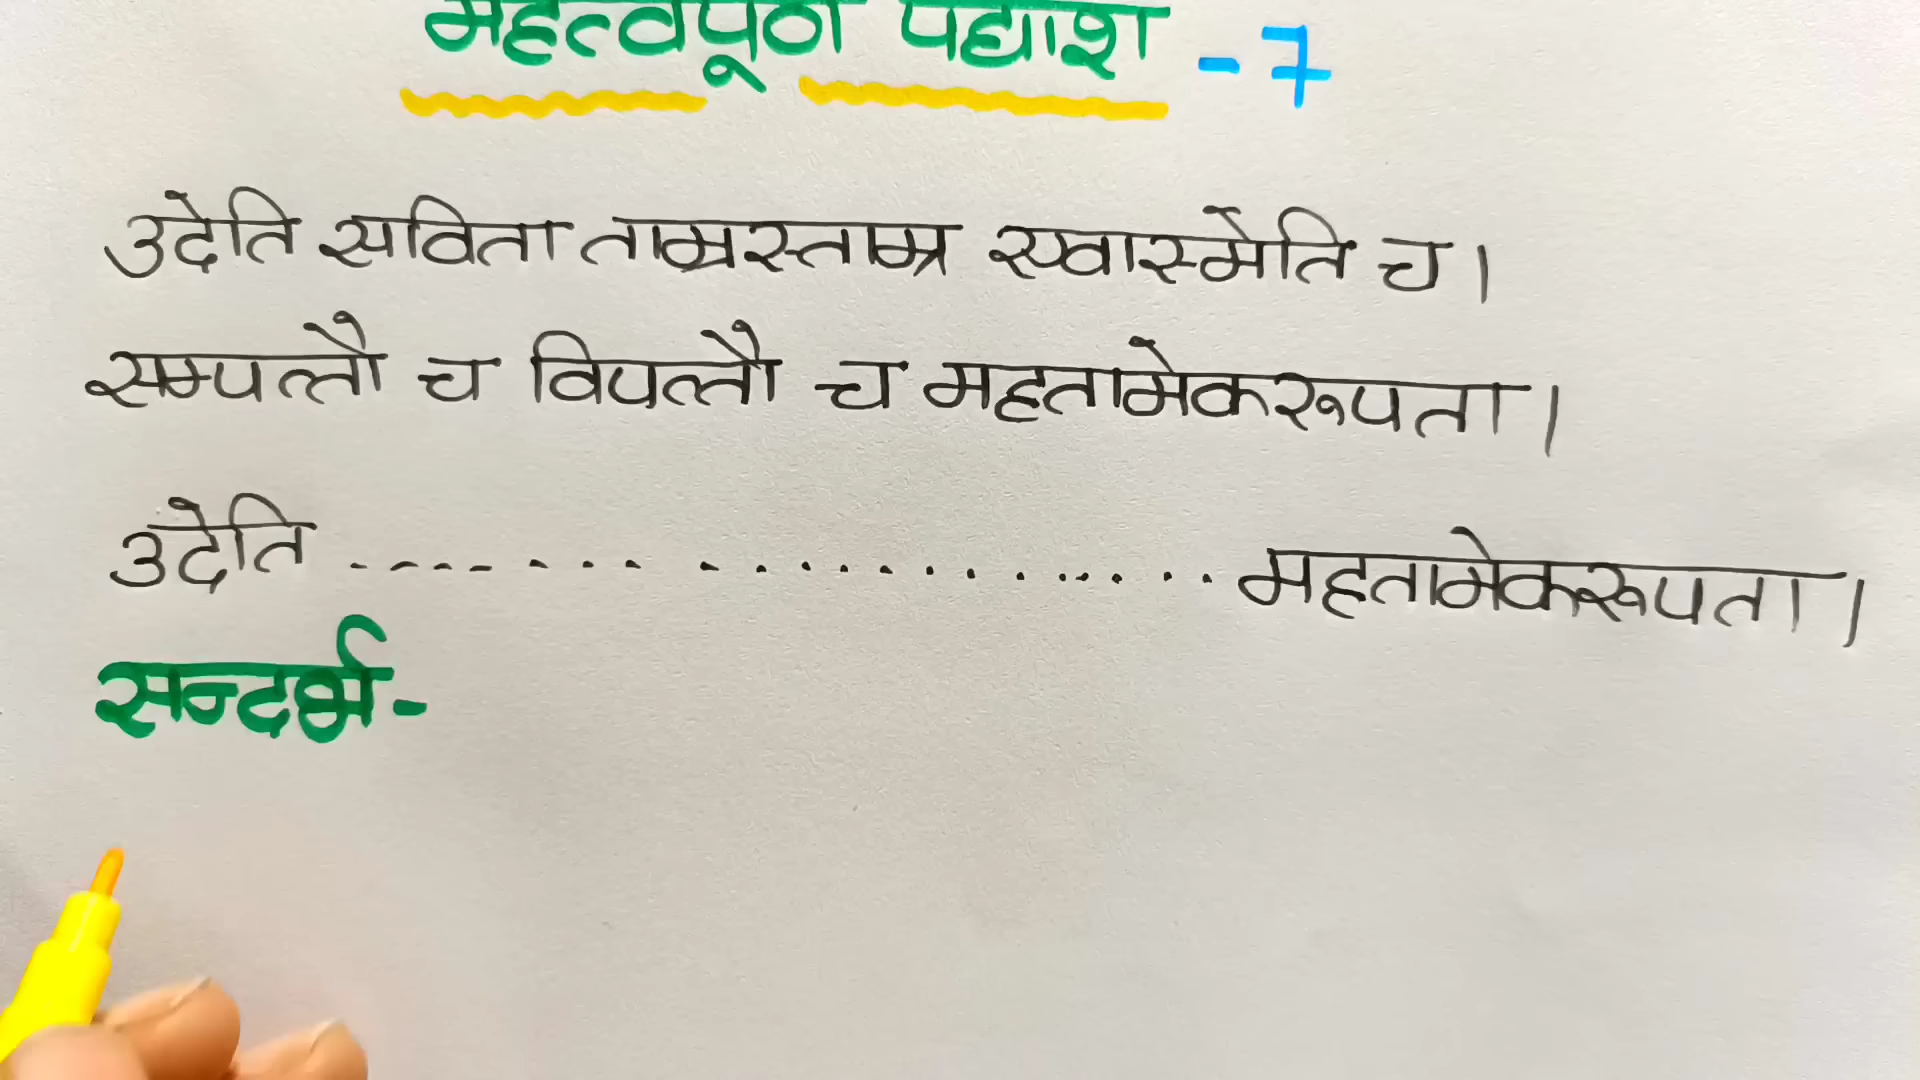 महत्वपूर्ण पद्यांश - 7
उदेति सविता ताम्रस्ताम्र एवास्मेति च।
सम्पत्तौ च विपत्तौ च महतामेकरूपता।
उदेति .................... महतामेकरूपता।
सन्दर्भ-